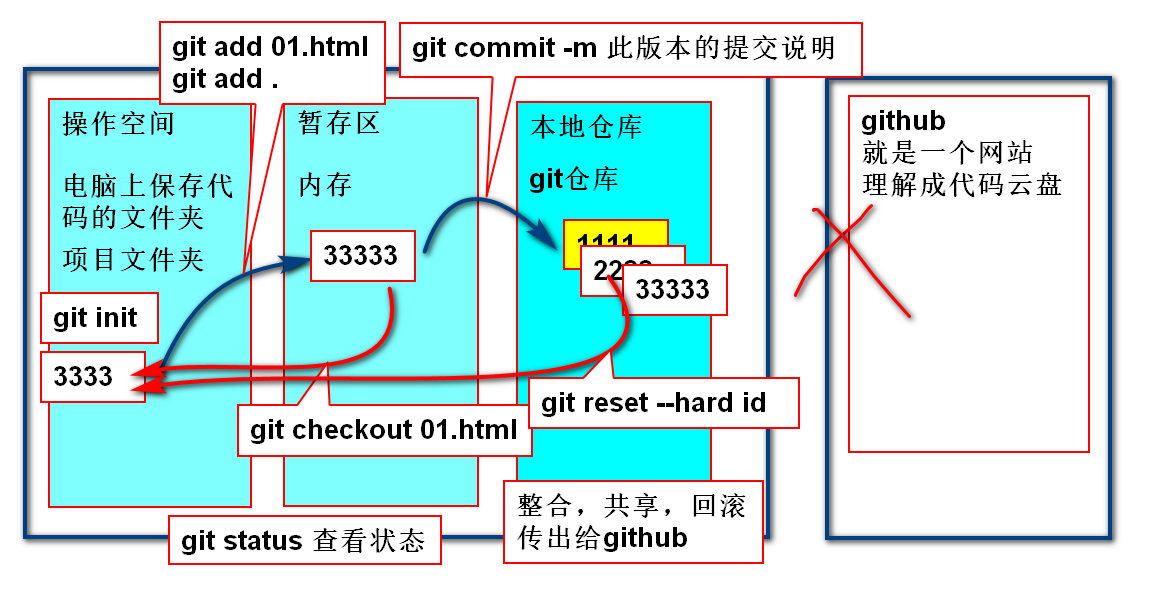 git add 01.html
git add .
git commit -m 此版本的提交说明
操作空间
电脑上保存代
码的文件夹
项目文件夹
git init
3333
暂存区
内存
33333
本地仓库
git仓库
1111
33333
git checkout 01.html
git reset --hard id
git status 查看状态
整合，共享，回滚
传出给github
github
就是一个网站
理解成代码云盘